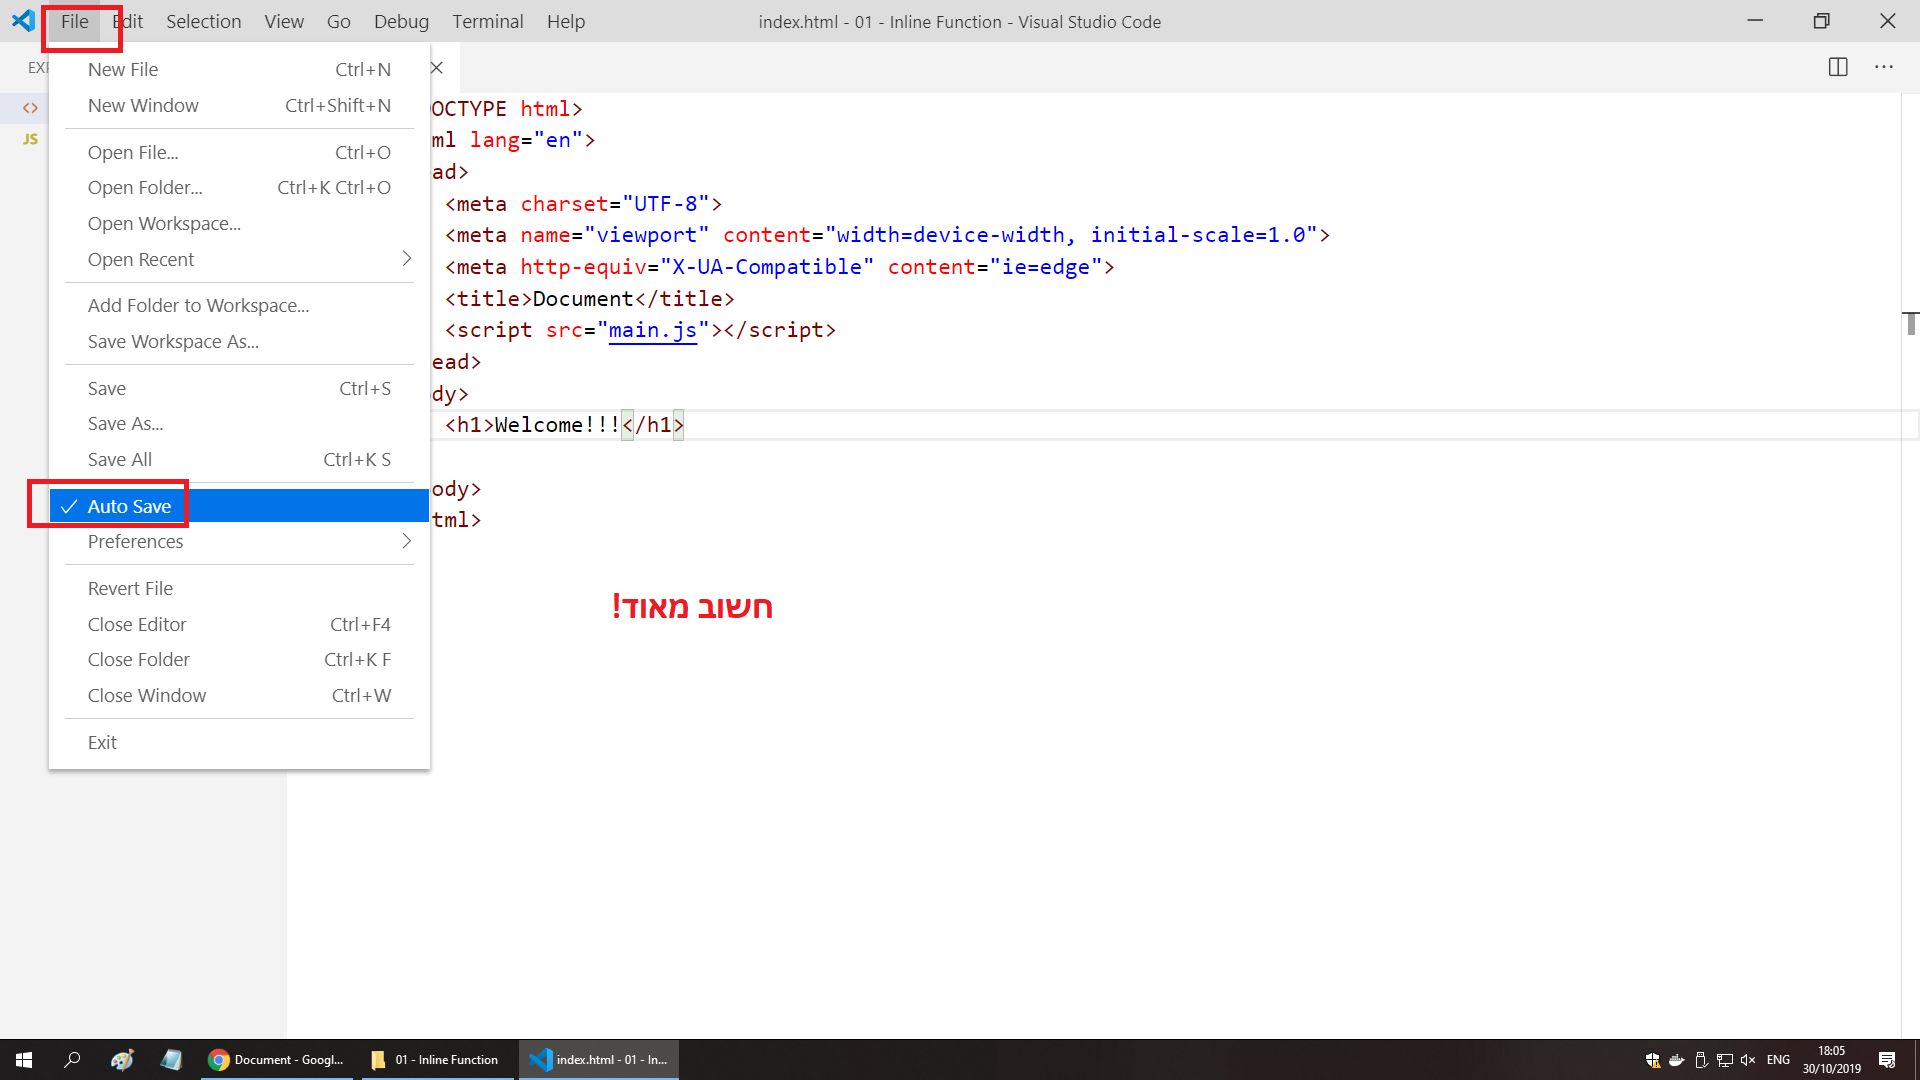 File Edit Selection View Go Debug Terminal Help index.html - 01 - Inline Function - Visual Studio Code
New File Ctrl+N
New Window Ctrl+Shift+N
Open File... Ctrl+O
Open Folder... Ctrl+K Ctrl+O
Open Workspace...
Open Recent
Add Folder to Workspace...
Save Workspace As...
Save Ctrl+S
Save As...
Save All Ctrl+K S
Auto Save
Preferences
Revert File
Close Editor Ctrl+F4
Close Folder Ctrl+K F
Close Window Ctrl+W
Exit
EXP
JS
OCTYPE html>
ml lang="en">
ad>
<meta charset="UTF-8">
<meta name="viewport" content="width=device-width, initial-scale=1.0">
<meta http-equiv="X-UA-Compatible" content="ie=edge">
<title>Document</title>
<script src="main.js"></script>
ead>
dy>
<h1>Welcome!!!</h1>
ody>
tml>
חשוב מאוד!
Document - Googl... 01 - Inline Function index.html - 01 - In... ENG 18:05
30/10/2019